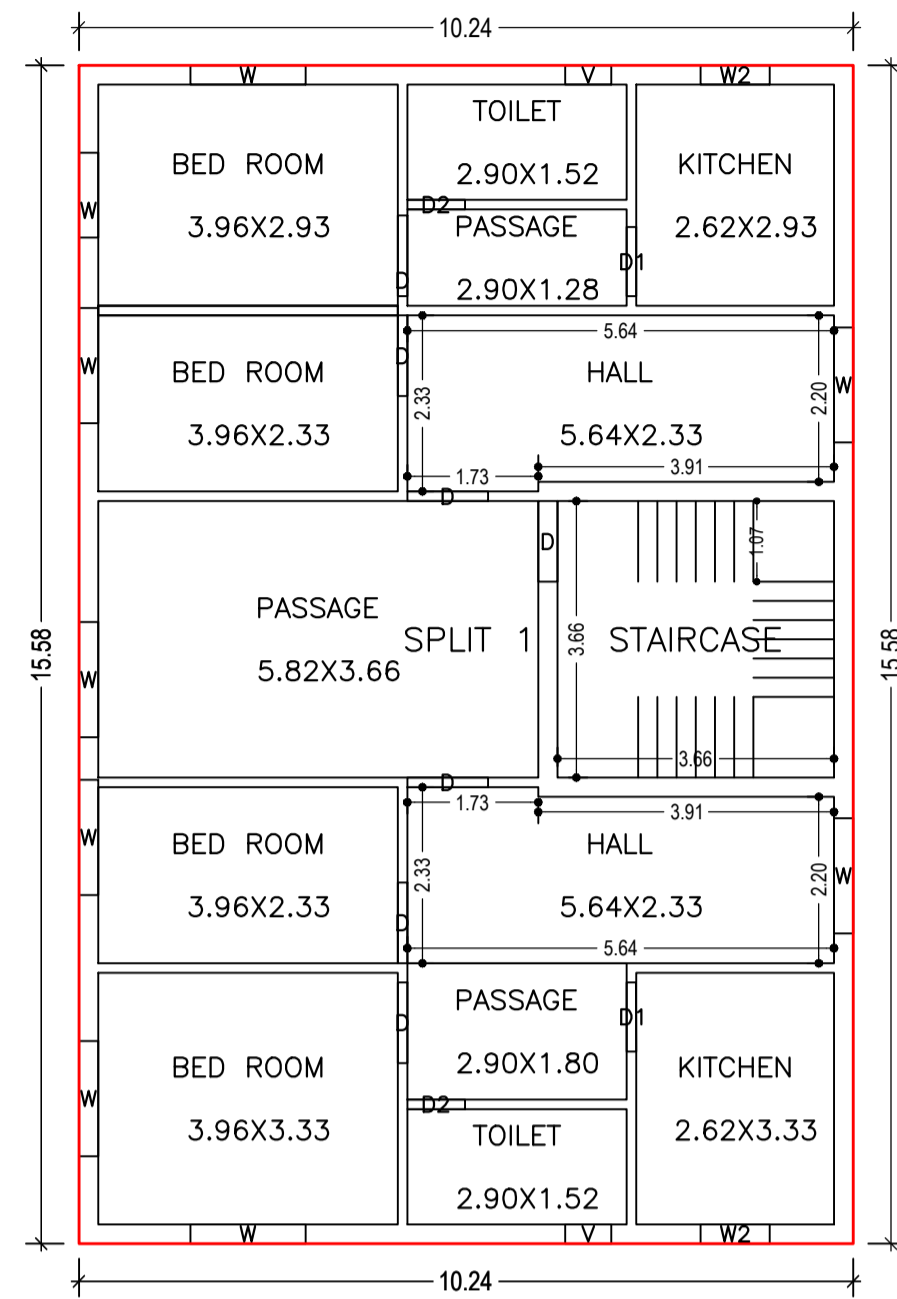 10.24
W
V
W2
TOILET
2.90X1.52
BED ROOM
3.96X2.93
KITCHEN
2.62X2.93
W
D2
PASSAGE
2.90X1.28
D1
D
5.64
W
D
BED ROOM
3.96X2.33
HALL
5.64X2.33
2.33
2.20
W
1.73
3.91
D
D
1.07
PASSAGE
5.82X3.66
SPLIT 1
3.66
STAIRCASE
15.58
15.58
W
3.66
D
1.73
3.91
W
BED ROOM
3.96X2.33
HALL
5.64X2.33
2.33
2.20
W
D
5.64
PASSAGE
2.90X1.80
D
D1
BED ROOM
3.96X3.33
KITCHEN
2.62X3.33
W
D2
TOILET
2.90X1.52
W
V
W2
10.24